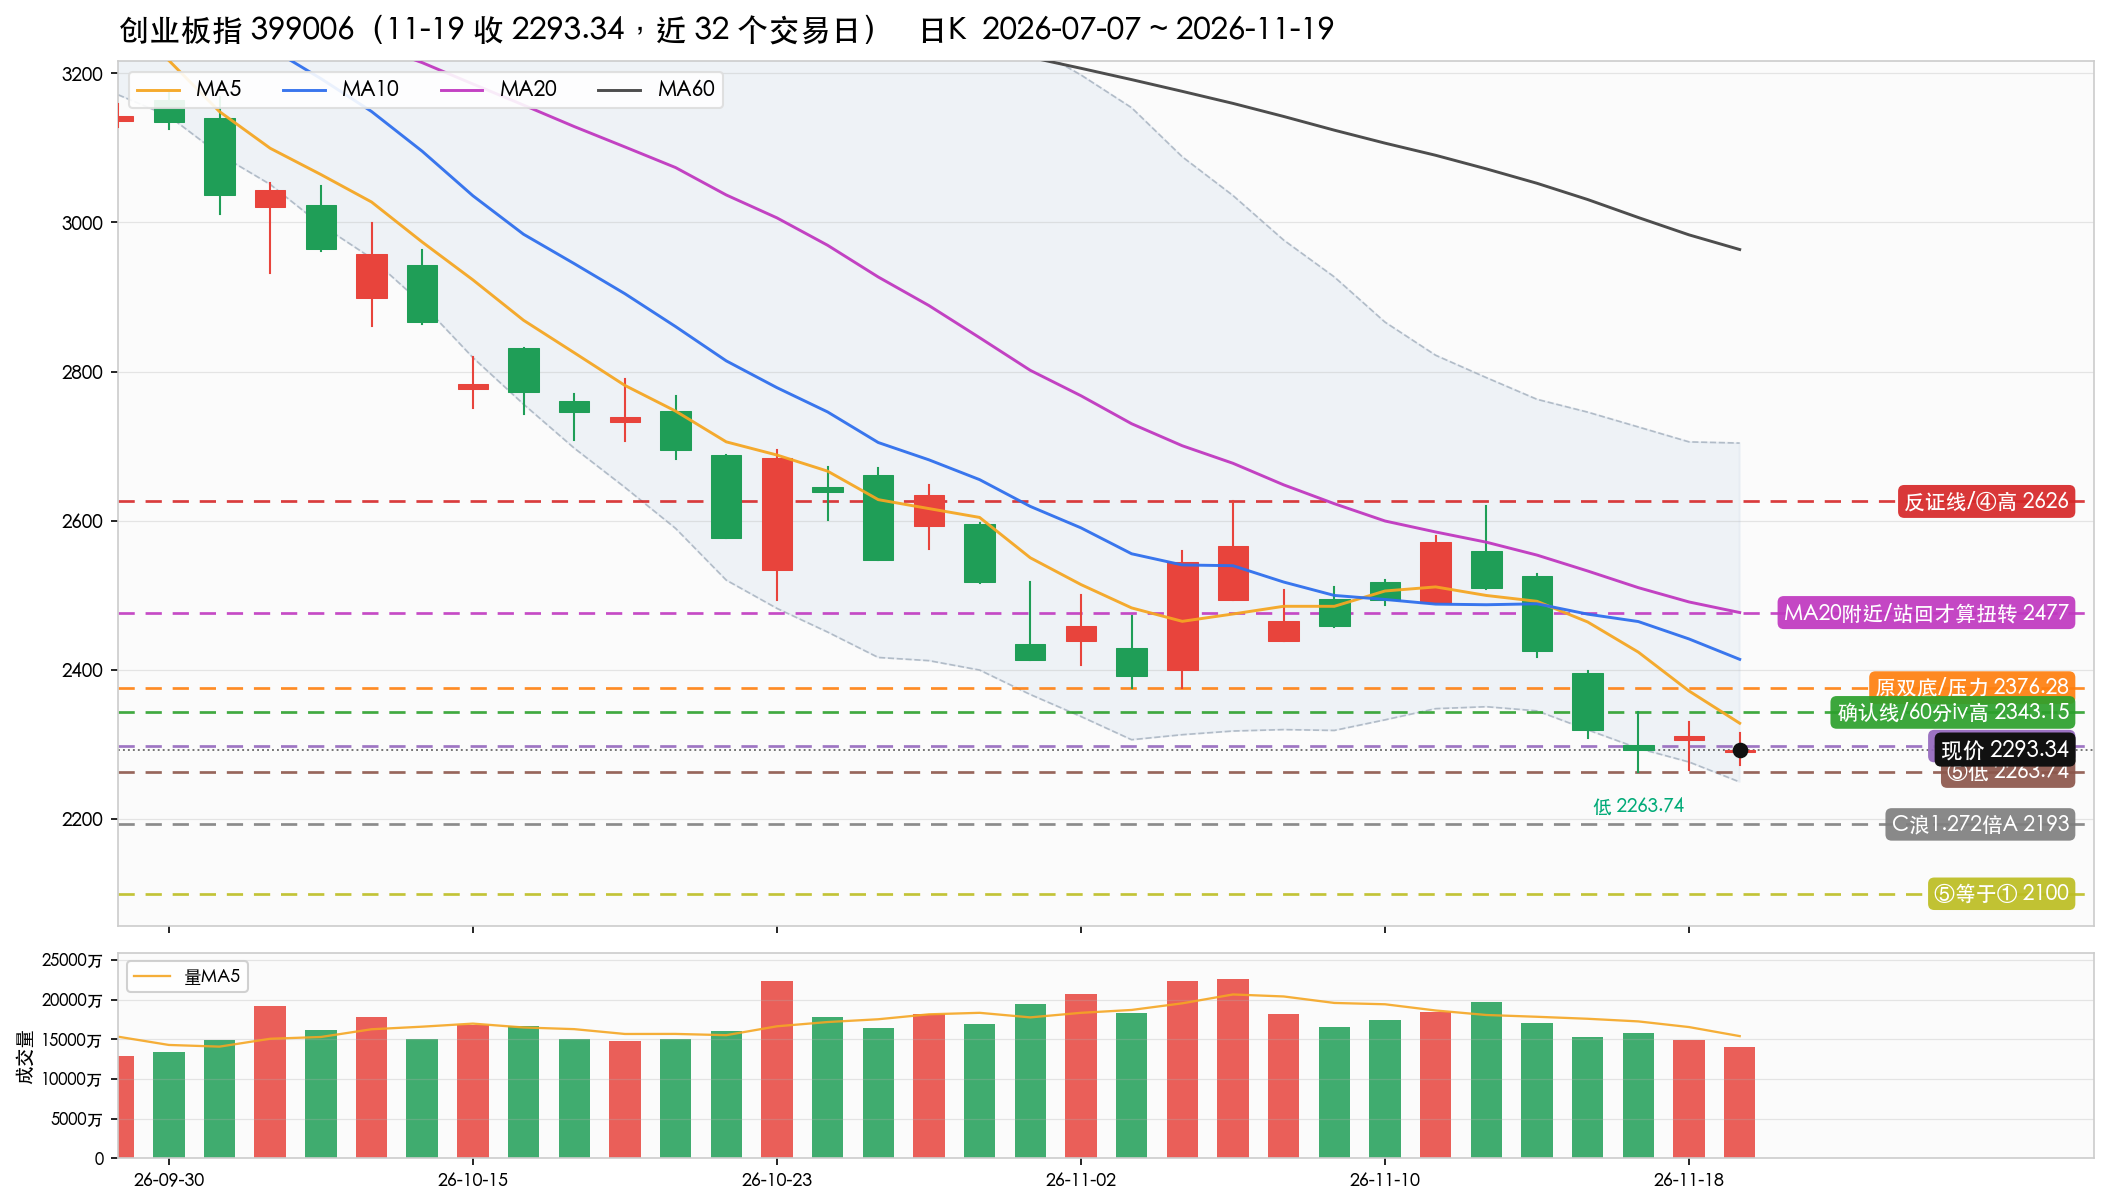 创业板指 399006（11-19 收 2293.34，近 32 个交易日） 日K 2026-07-07 ~ 2026-11-19
MA5 MA10 MA20 MA60
3200
3000
2800
2600
2400
2200
反证线/④高 2626
MA20附近/站回才算扭转 2477
原双底/压力 2376.28
确认线/60分iv高 2343.15
现价 2293.34
⑤低 2263.74
低 2263.74
C浪1.272倍A 2193
⑤等于① 2100
量MA5
成交量
25000万
20000万
15000万
10000万
5000万
0
26-09-30 26-10-15 26-10-23 26-11-02 26-11-10 26-11-18